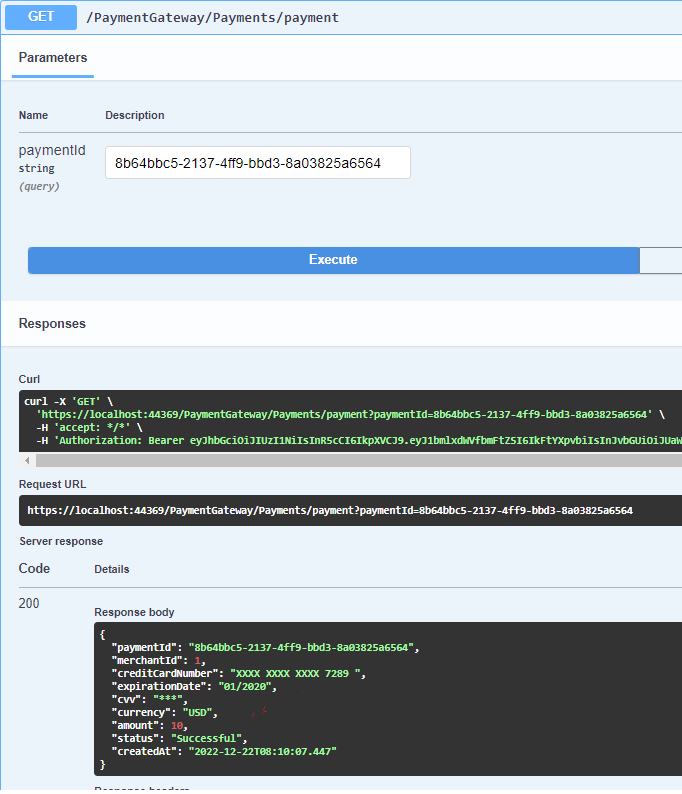 GET /PaymentGateway/Payments/payment
Parameters
Name Description
paymentId
string
(query)
8b64bbc5-2137-4ff9-bbd3-8a03825a6564
Execute
Responses
Curl
curl -X 'GET' \
'https://localhost:44369/PaymentGateway/Payments/payment?paymentId=8b64bbc5-2137-4ff9-bbd3-8a03825a6564' \
-H 'accept: */*' \
-H 'Authorization: Bearer eyJhbGciOiJIUzI1NiIsInR5cCI6IkpXVCJ9.eyJ1bmlxdWVfbmFtZSI6IkFtYXpvbiIsInJvbGUiOiJUaW
Request URL
https://localhost:44369/PaymentGateway/Payments/payment?paymentId=8b64bbc5-2137-4ff9-bbd3-8a03825a6564
Server response
Code Details
200
Response body
{
"paymentId": "8b64bbc5-2137-4ff9-bbd3-8a03825a6564",
"merchantId": 1,
"creditCardNumber": "XXXX XXXX XXXX 7289 ",
"expirationDate": "01/2020",
"cvv": "***",
"currency": "USD",
"amount": 10,
"status": "Successful",
"createdAt": "2022-12-22T08:10:07.447"
}
Response headers